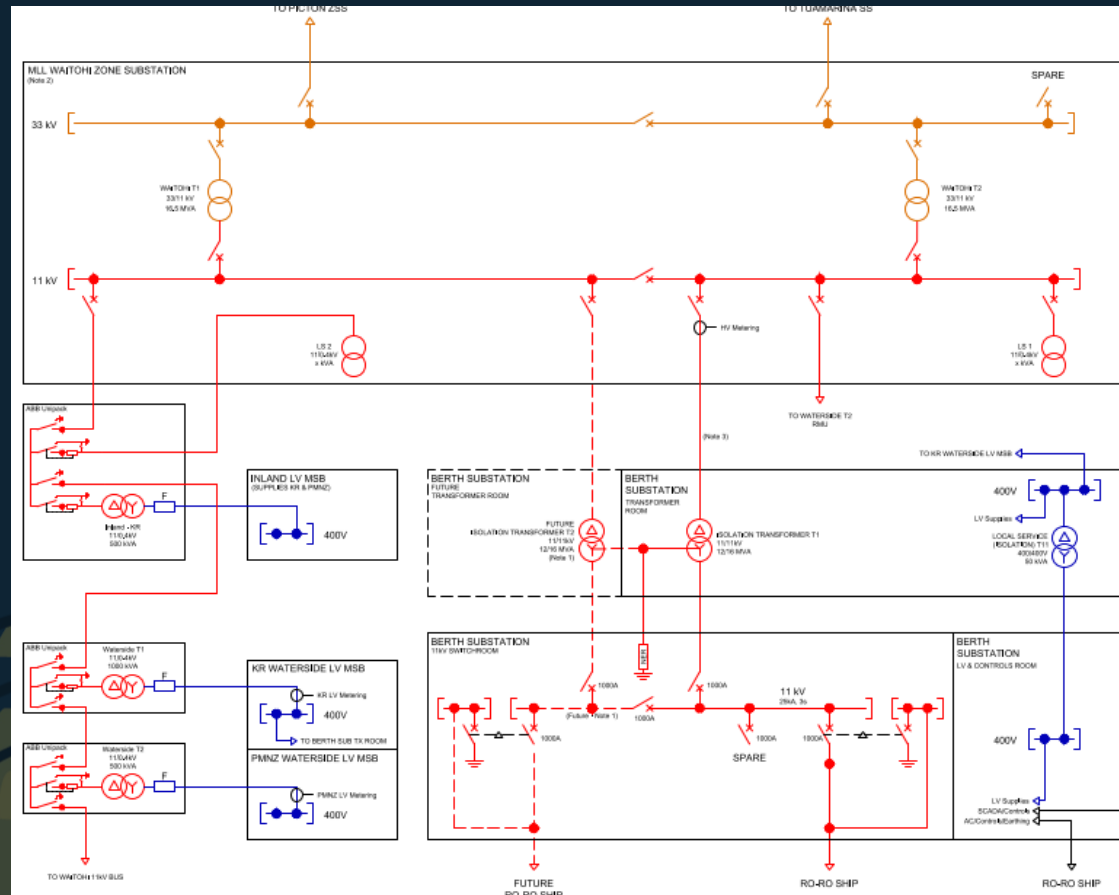 TO PICTON ZSS
TO TUAMARINA SS
MLL WAITOHI ZONE SUBSTATION
(Note 2)
SPARE
33 kV
WAITOHI T1
33/11 kV
16.5 MVA
WAITOHI T2
33/11 kV
16.5 MVA
11 kV
HV Metering
LS 2
11/0.4kV
x kVA
LS 1
11/0.4kV
x kVA
TO WATERSIDE T2
RMU
(Note 3)
ABB Unipack
F
Inland - KR
11/0.4kV
500 kVA
INLAND LV MSB
(SUPPLIES KR & PMNZ)
400V
BERTH SUBSTATION
FUTURE
TRANSFORMER ROOM
FUTURE
ISOLATION TRANSFORMER T2
11/11kV
12/16 MVA
(Note 1)
BERTH
SUBSTATION
TRANSFORMER
ROOM
ISOLATION TRANSFORMER T1
11/11kV
12/16 MVA
TO KR WATERSIDE LV MSB
400V
LV Supplies
LOCAL SERVICE
(ISOLATION) T11
400/400V
50 kVA
NER
ABB Unipack
Waterside T1
11/0.4kV
1000 kVA
F
KR WATERSIDE LV MSB
KR LV Metering
400V
TO BERTH SUB TX ROOM
ABB Unipack
Waterside T2
11/0.4kV
500 kVA
F
PMNZ WATERSIDE LV MSB
PMNZ LV Metering
400V
TO WAITOHI 11kV BUS
BERTH SUBSTATION
11kV SWITCHROOM
1000A
1000A
11 kV
25kA, 3s
(Future - Note 1)
1000A
1000A
1000A
SPARE
1000A
FUTURE
RO-RO SHIP
RO-RO SHIP
BERTH
SUBSTATION
LV & CONTROLS ROOM
400V
LV Supplies
SCADA/Controls
AC/Controls/Earthing
RO-RO SHIP